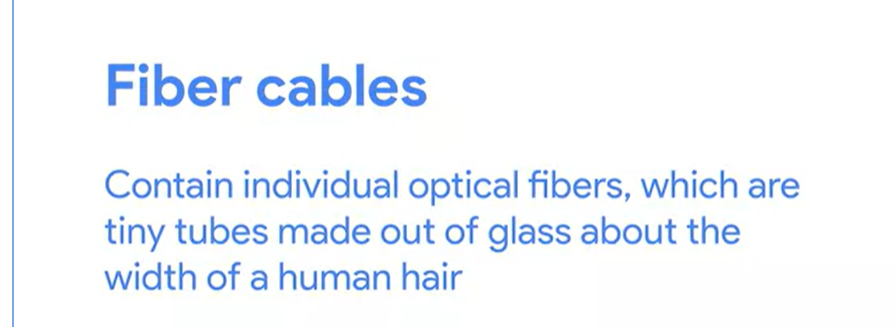 Fiber cables
Contain individual optical fibers, which are
tiny tubes made out of glass about the
width of a human hair